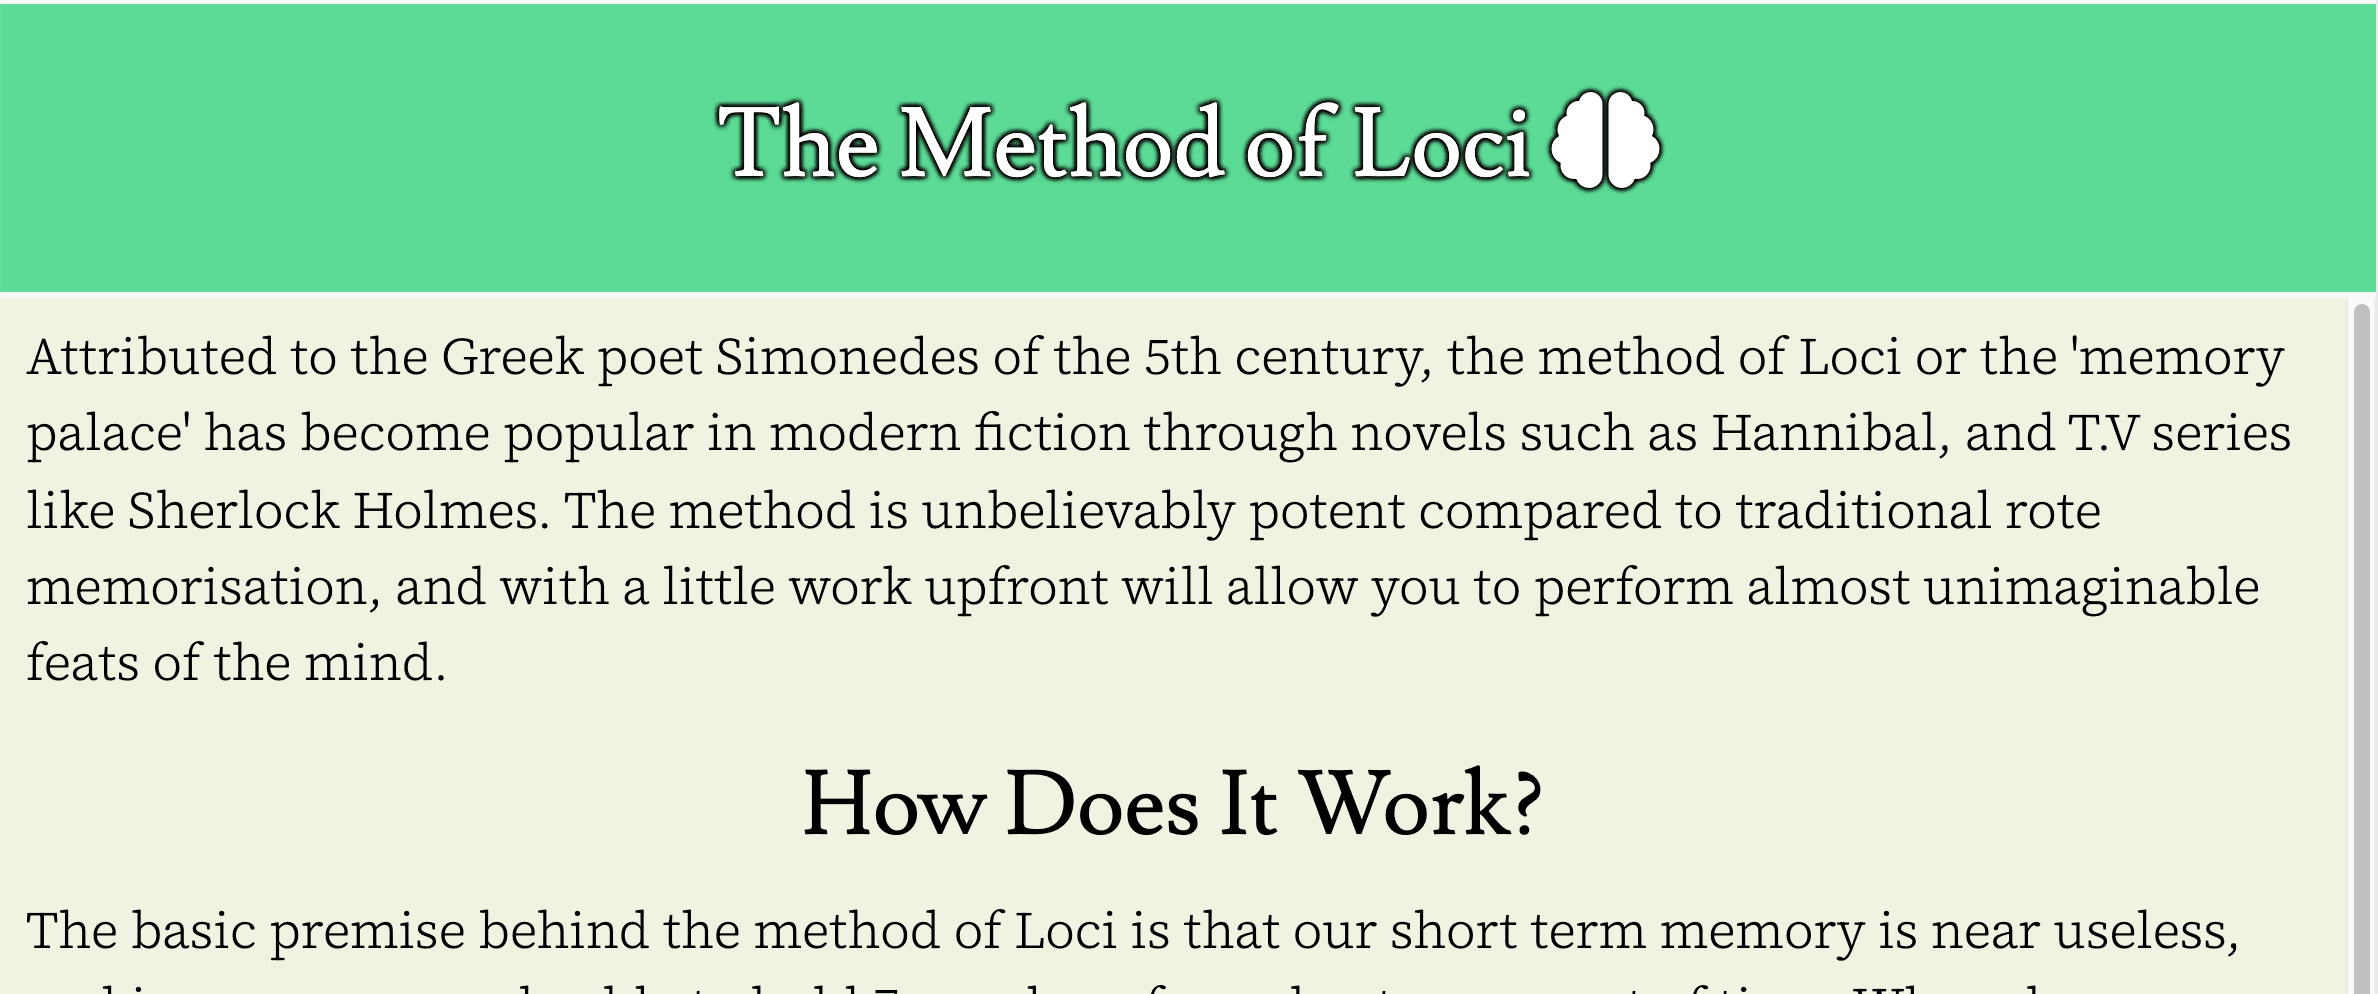 The Method of Loci
Attributed to the Greek poet Simonedes of the 5th century, the method of Loci or the 'memory
palace' has become popular in modern fiction through novels such as Hannibal, and T.V series
like Sherlock Holmes. The method is unbelievably potent compared to traditional rote
memorisation, and with a little work upfront will allow you to perform almost unimaginable
feats of the mind.
How Does It Work?
The basic premise behind the method of Loci is that our short term memory is near useless,